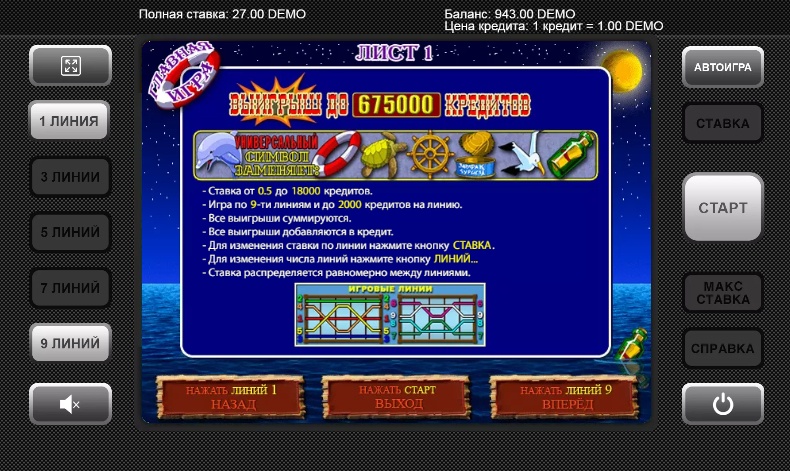 Полная ставка: 27.00 DEMO
Баланс: 943.00 DEMO
Цена кредита: 1 кредит = 1.00 DEMO
ГЛАВНАЯ
ИГРА
ЛИСТ 1
АВТОИГРА
ВЫИГРЫШ ДО 675000 КРЕДИТОВ
1 ЛИНИЯ
СТАВКА
УНИВЕРСАЛЬНЫЙ
СИМВОЛ
ЗАМЕНЯЕТ:
ЗАВТРАК
ТУРИСТА
3 ЛИНИИ
- Ставка от 0.5 до 18000 кредитов.
- Игра по 9-ти линиям и до 2000 кредитов на линию.
- Все выигрыши суммируются.
- Все выигрыши добавляются в кредит.
- Для изменения ставки по линии нажмите кнопку СТАВКА.
- Для изменения числа линий нажмите кнопку ЛИНИЙ...
- Ставка распределяется равномерно между линиями.
СТАРТ
5 ЛИНИЙ
7 ЛИНИЙ
ИГРОВЫЕ ЛИНИИ
МАКС
СТАВКА
9 ЛИНИЙ
СПРАВКА
НАЖАТЬ ЛИНИЙ 1
НАЗАД
НАЖАТЬ СТАРТ
ВЫХОД
НАЖАТЬ ЛИНИЙ 9
ВПЕРЁД